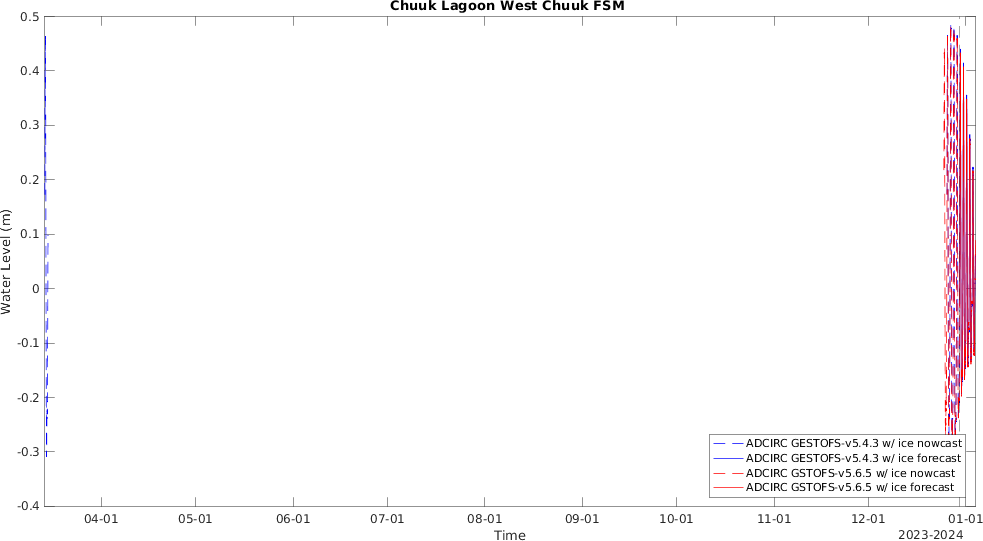 Chuuk Lagoon West Chuuk FSM
0.5
0.4
0.3
0.2
0.1
0
-0.1
-0.2
-0.3
-0.4
Water Level (m)
ADCIRC GESTOFS-v5.4.3 w/ ice nowcast
ADCIRC GESTOFS-v5.4.3 w/ ice forecast
ADCIRC GSTOFS-v5.6.5 w/ ice nowcast
ADCIRC GSTOFS-v5.6.5 w/ ice forecast
04-01 05-01 06-01 07-01 08-01 09-01 10-01 11-01 12-01 01-01
Time
2023-2024